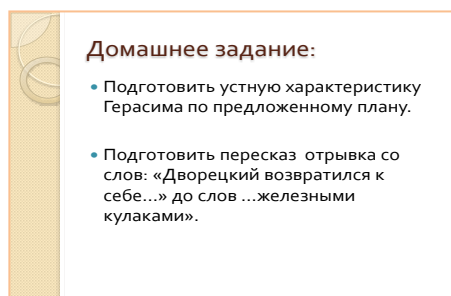 Домашнее задание:
• Подготовить устную характеристику
Герасима по предложенному плану.
• Подготовить пересказ отрывка со
слов: «Дворецкий возвратился к
себе...» до слов ...железными
кулаками».